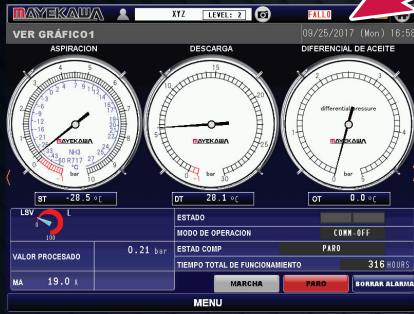 MAYEKAWA XYZ LEVEL: 2 FALLO
VER GRÁFICO1 09/25/2017 (Mon) 16:58
ASPIRACION DESCARGA DIFERENCIAL DE ACEITE
differential pressure
MAYEKAWA MAYEKAWA MAYEKAWA
NH3
R717
°C
bar bar bar
ST -28.5 °C DT 28.1 °C OT 0.0 °C
LSV L
0
100
ESTADO
MODO DE OPERACION COMM-OFF
VALOR PROCESADO 0.21 bar
ESTAD COMP PARO
TIEMPO TOTAL DE FUNCIONAMIENTO 316 HOURS
MA 19.0 A
MARCHA PARO BORRAR ALARMA
MENU